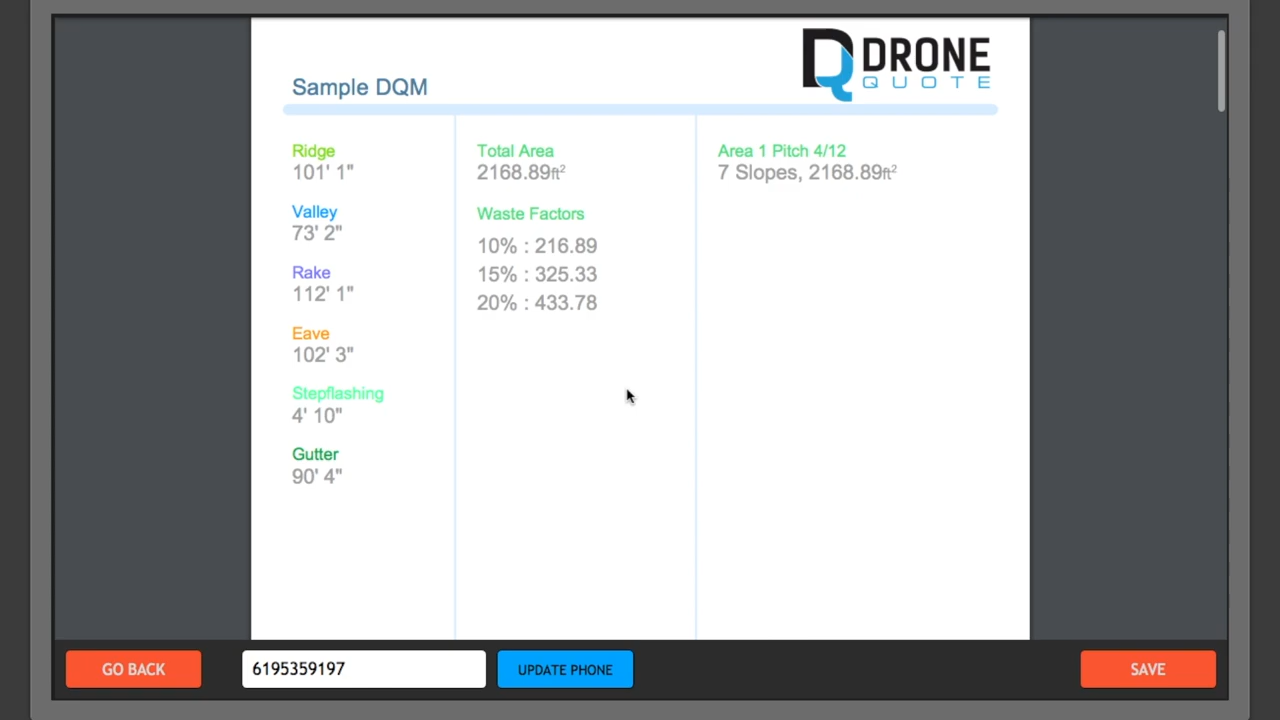 DRONE
QUOTE
Sample DQM
Ridge
101' 1"
Valley
73' 2"
Rake
112' 1"
Eave
102' 3"
Stepflashing
4' 10"
Gutter
90' 4"
Total Area
2168.89ft²
Waste Factors
10% : 216.89
15% : 325.33
20% : 433.78
Area 1 Pitch 4/12
7 Slopes, 2168.89ft²
GO BACK
6195359197
UPDATE PHONE
SAVE